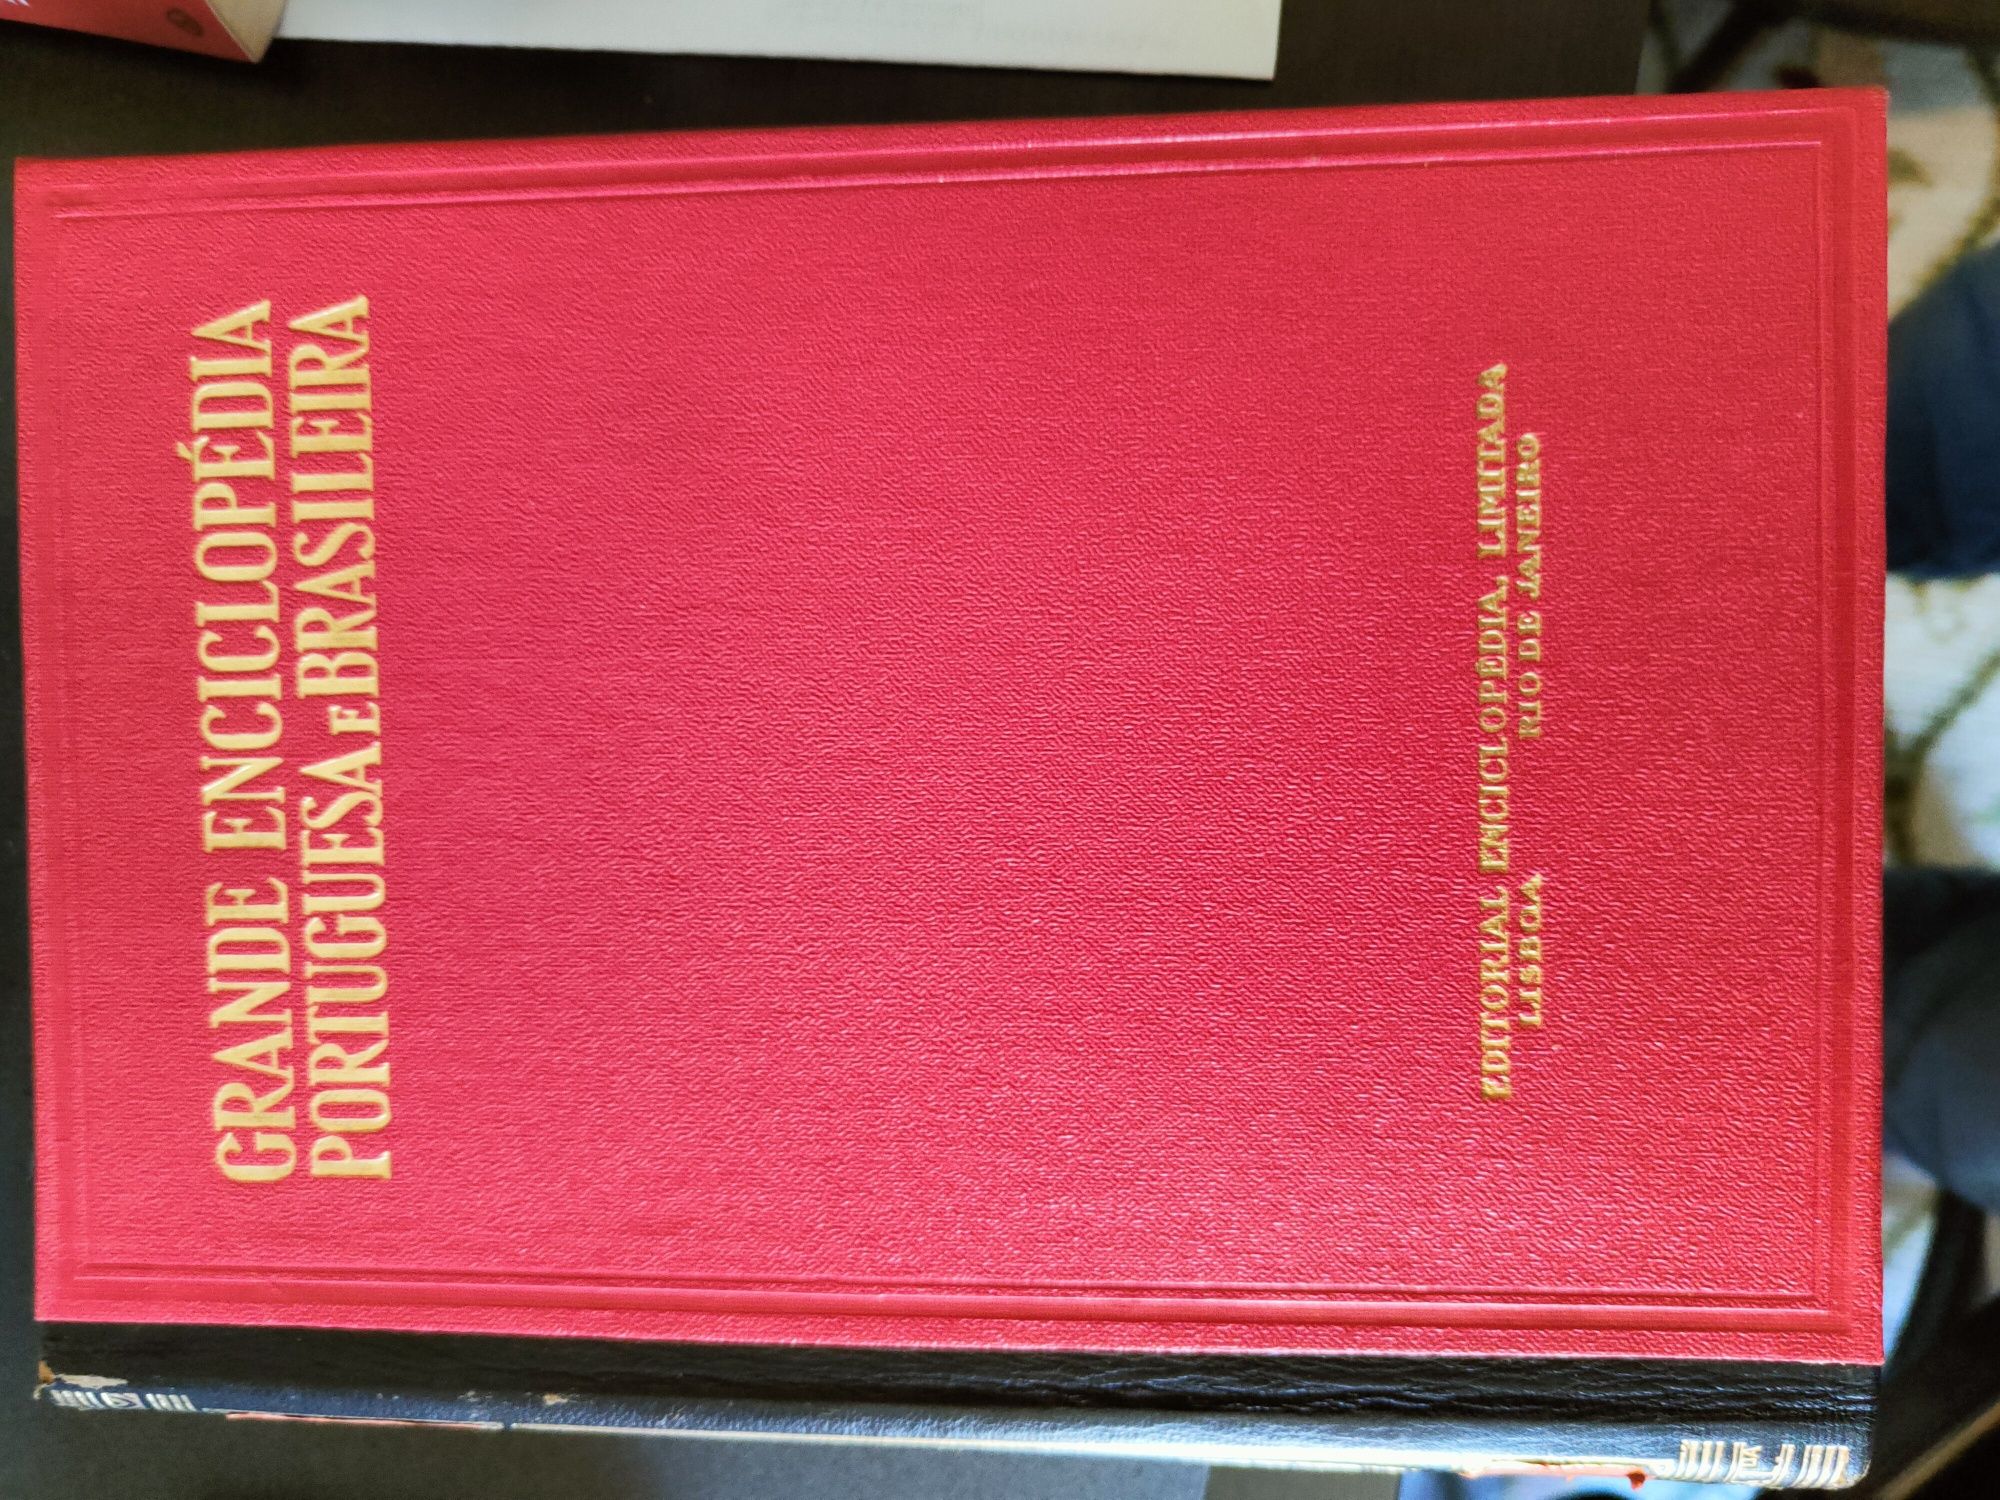 GRANDE ENCICLOPÉDIA
PORTUGUESA E BRASILEIRA
EDITORIAL ENCICLOPÉDIA, LIMITADA
LISBOA RIO DE JANEIRO